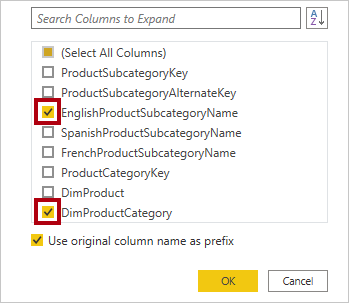 Search Columns to Expand
(Select All Columns)
ProductSubcategoryKey
ProductSubcategoryAlternateKey
EnglishProductSubcategoryName
SpanishProductSubcategoryName
FrenchProductSubcategoryName
ProductCategoryKey
DimProduct
DimProductCategory
Use original column name as prefix
OK
Cancel